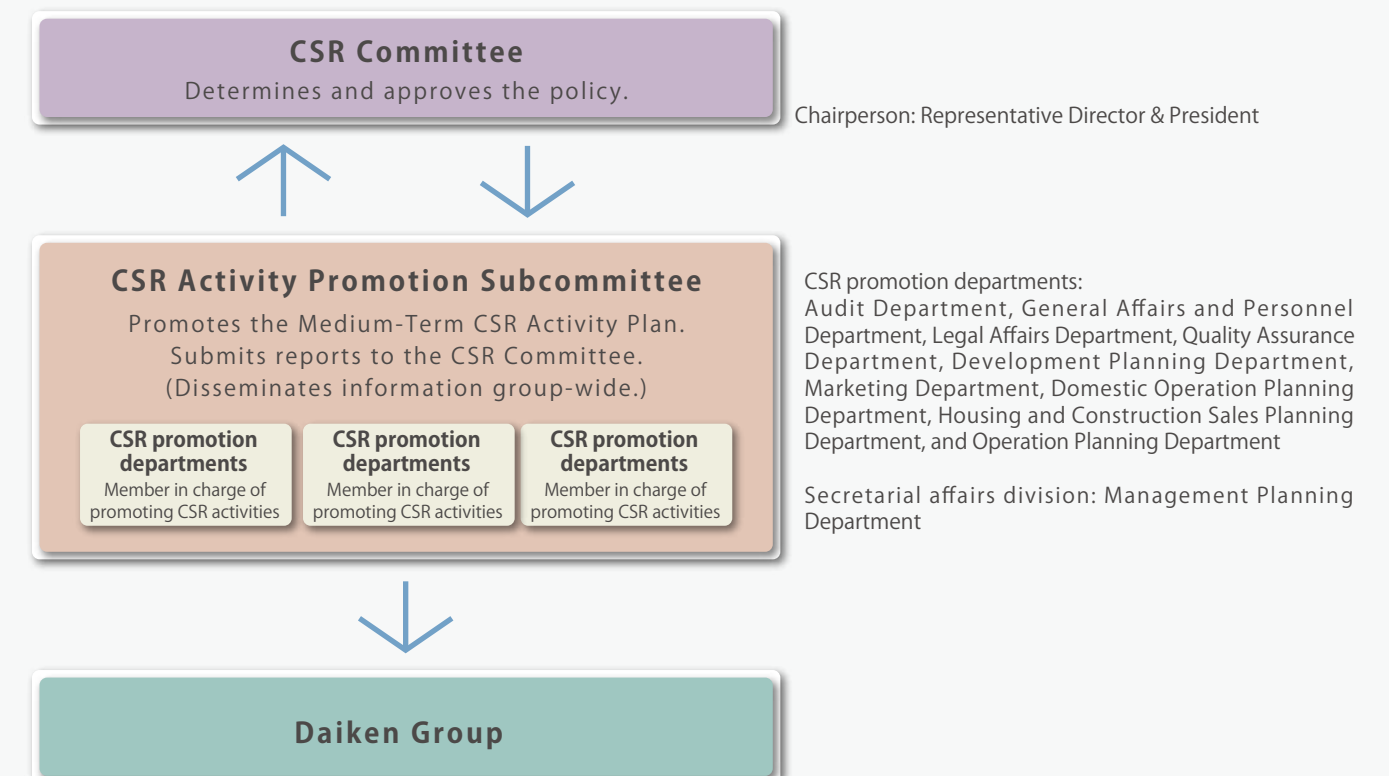 CSR Committee
Determines and approves the policy.
Chairperson: Representative Director & President
CSR Activity Promotion Subcommittee
Promotes the Medium-Term CSR Activity Plan.
Submits reports to the CSR Committee.
(Disseminates information group-wide.)
CSR promotion
departments
Member in charge of
promoting CSR activities
CSR promotion
departments
Member in charge of
promoting CSR activities
CSR promotion
departments
Member in charge of
promoting CSR activities
CSR promotion departments:
Audit Department, General Affairs and Personnel
Department, Legal Affairs Department, Quality Assurance
Department, Development Planning Department,
Marketing Department, Domestic Operation Planning
Department, Housing and Construction Sales Planning
Department, and Operation Planning Department
Secretarial affairs division: Management Planning
Department
Daiken Group